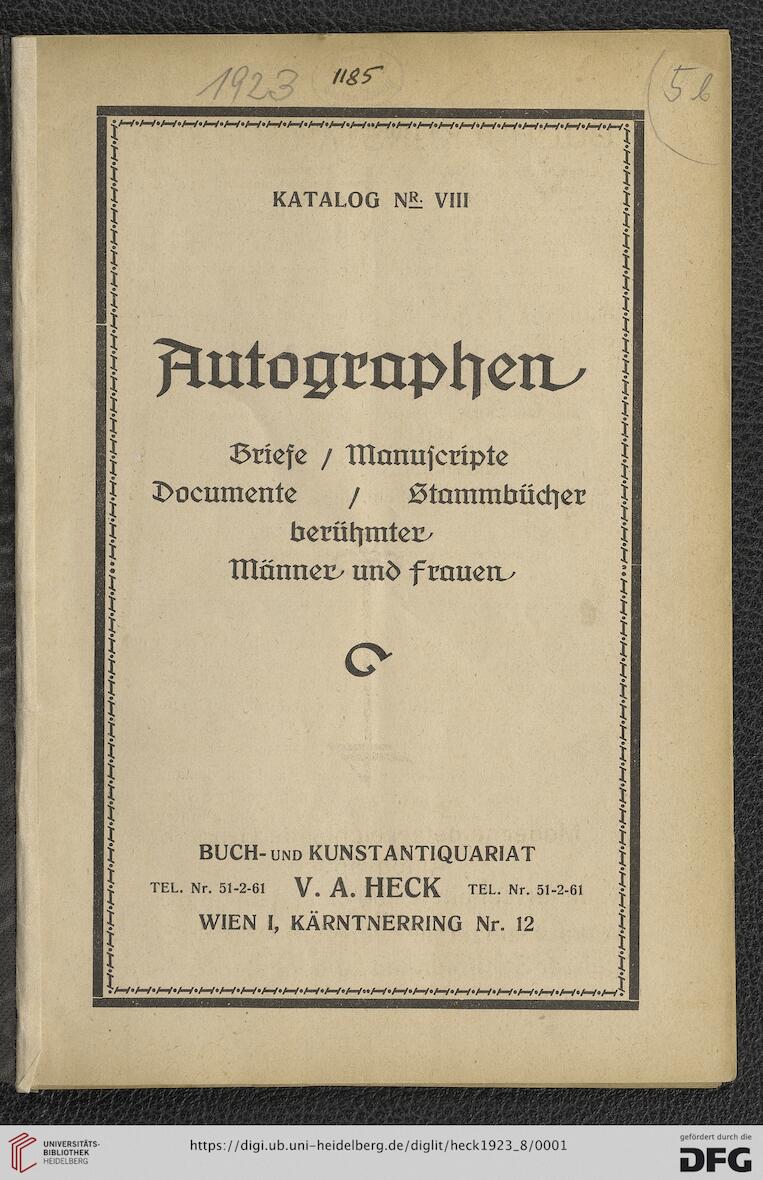 1923 1185 5b
KATALOG NR. VIII
Autographen
Briefe / Manuscripte
Documente / Stammbücher
berühmter
Männer und Frauen
BUCH- UND KUNSTANTIQUARIAT
TEL. Nr. 51-2-61 V. A. HECK TEL. Nr. 51-2-61
WIEN I, KÄRNTNERRING Nr. 12
UNIVERSITÄTS-
BIBLIOTHEK
HEIDELBERG
https://digi.ub.uni-heidelberg.de/diglit/heck1923_8/0001
gefördert durch die
DFG